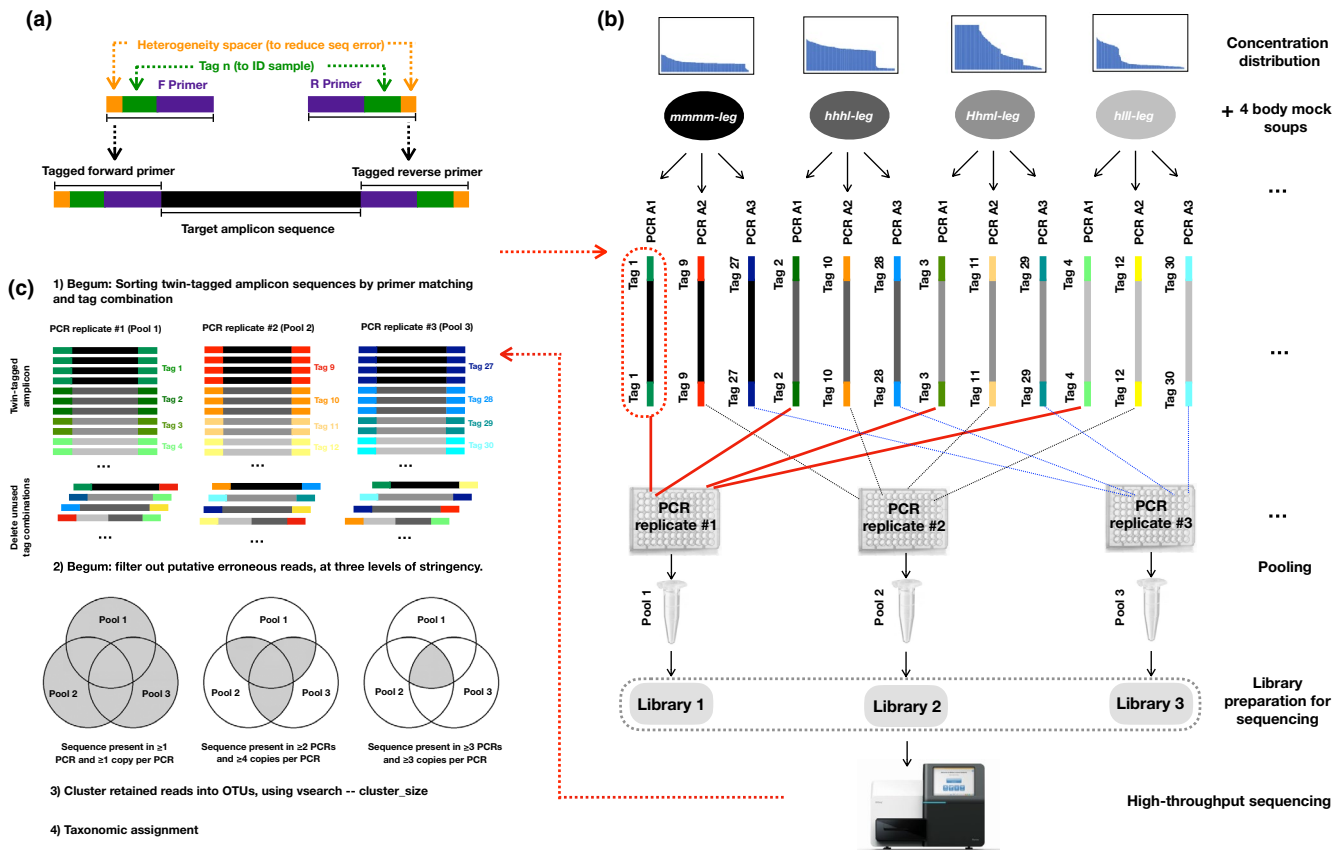 (a)
Heterogeneity spacer (to reduce seq error)
Tag n (to ID sample)
F Primer
R Primer
Tagged forward primer
Tagged reverse primer
Target amplicon sequence
(b)
Concentration
distribution
mmmm-leg
hhhl-leg
Hhml-leg
hlll-leg
+ 4 body mock
soups
...
PCR A1
PCR A2
PCR A3
PCR A1
PCR A2
PCR A3
PCR A1
PCR A2
PCR A3
PCR A1
PCR A2
PCR A3
Tag 1
Tag 9
Tag 27
Tag 2
Tag 10
Tag 28
Tag 3
Tag 11
Tag 29
Tag 4
Tag 12
Tag 30
...
Tag 1
Tag 9
Tag 27
Tag 2
Tag 10
Tag 28
Tag 3
Tag 11
Tag 29
Tag 4
Tag 12
Tag 30
PCR
replicate #1
PCR
replicate #2
PCR
replicate #3
...
Pooling
Pool 1
Pool 2
Pool 3
Library 1
Library 2
Library 3
Library
preparation for
sequencing
High-throughput sequencing
(c)
1) Begum: Sorting twin-tagged amplicon sequences by primer matching
and tag combination
PCR replicate #1 (Pool 1)
PCR replicate #2 (Pool 2)
PCR replicate #3 (Pool 3)
Twin-tagged
amplicon
Tag 1
Tag 2
Tag 3
Tag 4
...
Tag 9
Tag 10
Tag 11
Tag 12
...
Tag 27
Tag 28
Tag 29
Tag 30
...
Delete unused
tag combinations
...
...
...
2) Begum: filter out putative erroneous reads, at three levels of stringency.
Pool 1
Pool 2
Pool 3
Pool 1
Pool 2
Pool 3
Pool 1
Pool 2
Pool 3
Sequence present in ≥1
PCR and ≥1 copy per PCR
Sequence present in ≥2 PCRs
and ≥4 copies per PCR
Sequence present in ≥3 PCRs
and ≥3 copies per PCR
3) Cluster retained reads into OTUs, using vsearch -- cluster_size
4) Taxonomic assignment